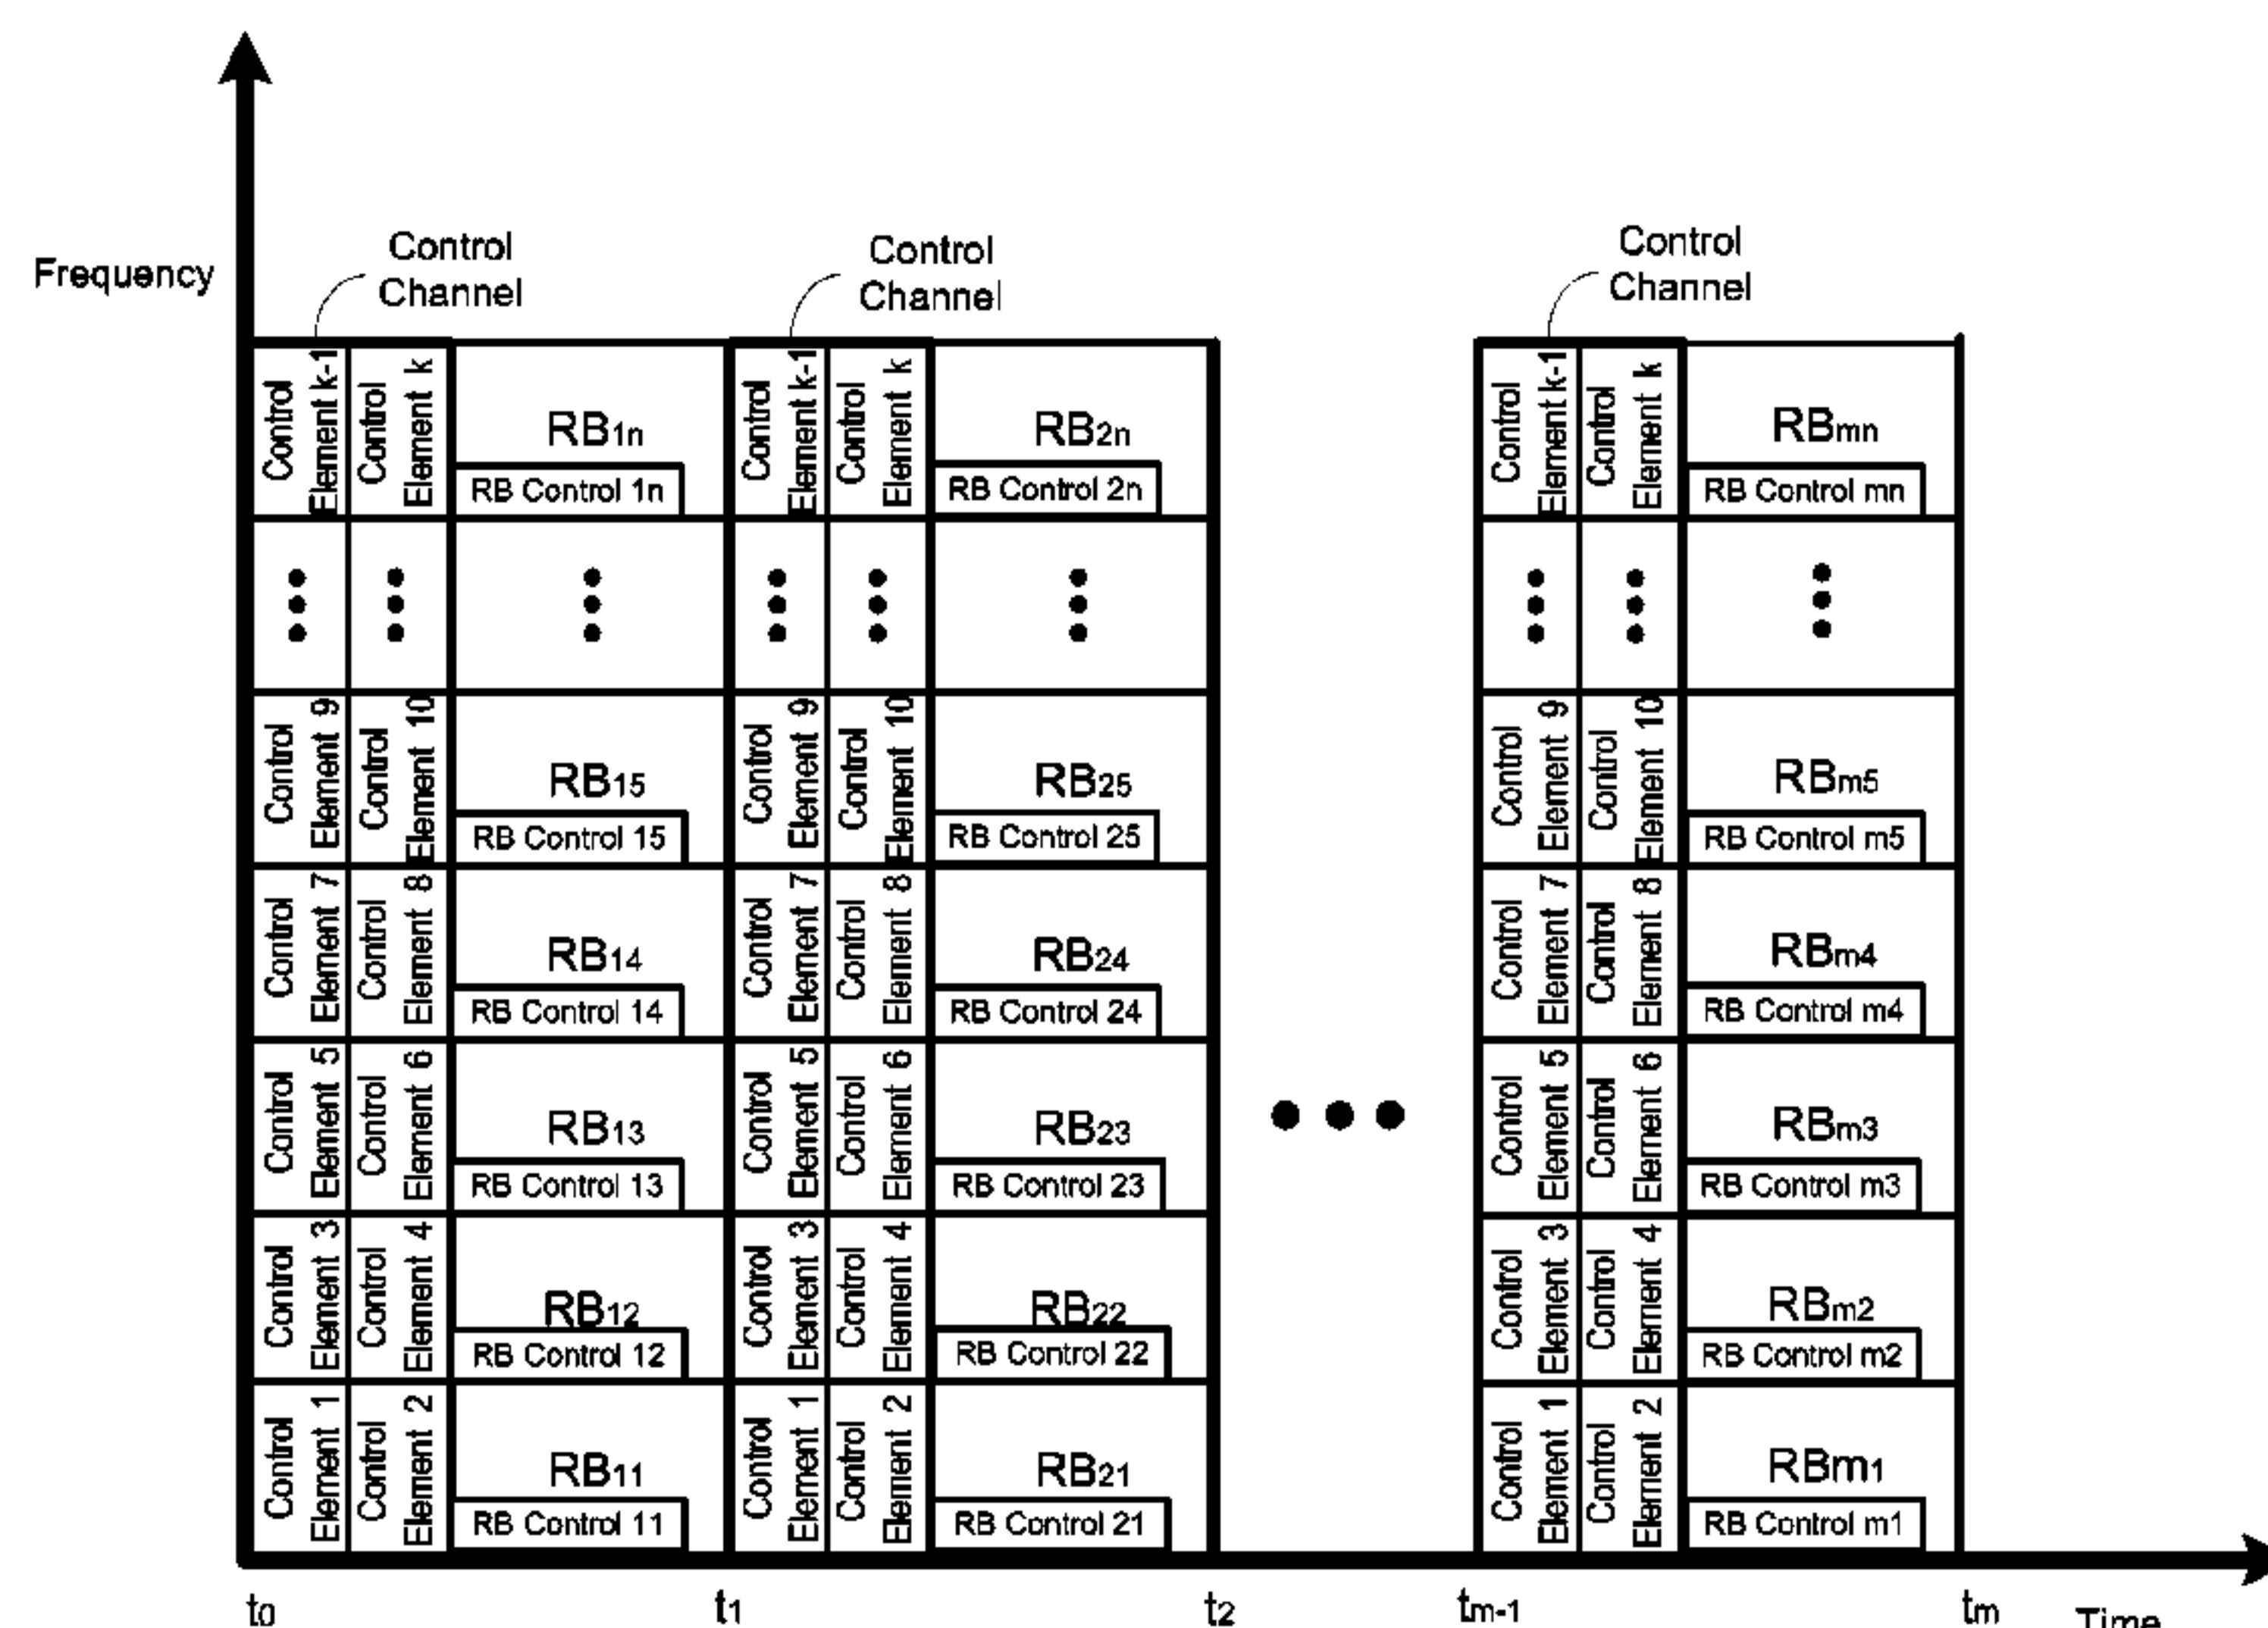 Frequency
Control
Channel
Control
Channel
Control
Channel
Control
Element k-1
Control
Element k
RB1n
RB Control 1n
Control
Element k-1
Control
Element k
RB2n
RB Control 2n
Control
Element k-1
Control
Element k
RBmn
RB Control mn
Control
Element 9
Control
Element 10
RB15
RB Control 15
Control
Element 9
Control
Element 10
RB25
RB Control 25
Control
Element 9
Control
Element 10
RBm5
RB Control m5
Control
Element 7
Control
Element 8
RB14
RB Control 14
Control
Element 7
Control
Element 8
RB24
RB Control 24
Control
Element 7
Control
Element 8
RBm4
RB Control m4
Control
Element 5
Control
Element 6
RB13
RB Control 13
Control
Element 5
Control
Element 6
RB23
RB Control 23
Control
Element 5
Control
Element 6
RBm3
RB Control m3
Control
Element 3
Control
Element 4
RB12
RB Control 12
Control
Element 3
Control
Element 4
RB22
RB Control 22
Control
Element 3
Control
Element 4
RBm2
RB Control m2
Control
Element 1
Control
Element 2
RB11
RB Control 11
Control
Element 1
Control
Element 2
RB21
RB Control 21
Control
Element 1
Control
Element 2
RBm1
RB Control m1
t0 t1 t2 tm-1 tm Time